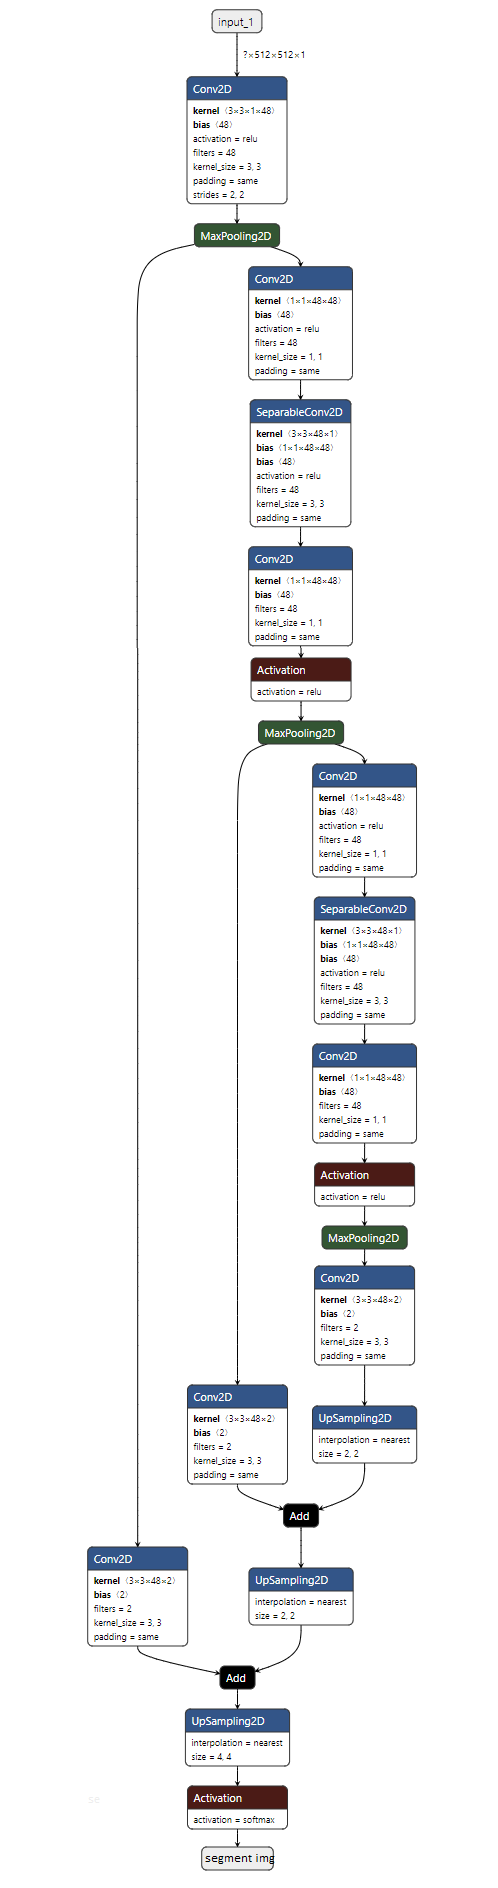 input_1
?×512×512×1
Conv2D
kernel ⟨3×3×1×48⟩
bias ⟨48⟩
activation = relu
filters = 48
kernel_size = 3, 3
padding = same
strides = 2, 2
MaxPooling2D
Conv2D
kernel ⟨1×1×48×48⟩
bias ⟨48⟩
activation = relu
filters = 48
kernel_size = 1, 1
padding = same
SeparableConv2D
kernel ⟨3×3×48×1⟩
bias ⟨1×1×48×48⟩
bias ⟨48⟩
activation = relu
filters = 48
kernel_size = 3, 3
padding = same
Conv2D
kernel ⟨1×1×48×48⟩
bias ⟨48⟩
filters = 48
kernel_size = 1, 1
padding = same
Activation
activation = relu
MaxPooling2D
Conv2D
kernel ⟨1×1×48×48⟩
bias ⟨48⟩
activation = relu
filters = 48
kernel_size = 1, 1
padding = same
SeparableConv2D
kernel ⟨3×3×48×1⟩
bias ⟨1×1×48×48⟩
bias ⟨48⟩
activation = relu
filters = 48
kernel_size = 3, 3
padding = same
Conv2D
kernel ⟨1×1×48×48⟩
bias ⟨48⟩
filters = 48
kernel_size = 1, 1
padding = same
Activation
activation = relu
MaxPooling2D
Conv2D
kernel ⟨3×3×48×2⟩
bias ⟨2⟩
filters = 2
kernel_size = 3, 3
padding = same
Conv2D
kernel ⟨3×3×48×2⟩
bias ⟨2⟩
filters = 2
kernel_size = 3, 3
padding = same
UpSampling2D
interpolation = nearest
size = 2, 2
Add
Conv2D
kernel ⟨3×3×48×2⟩
bias ⟨2⟩
filters = 2
kernel_size = 3, 3
padding = same
UpSampling2D
interpolation = nearest
size = 2, 2
Add
UpSampling2D
interpolation = nearest
size = 4, 4
Activation
activation = softmax
se
segment img